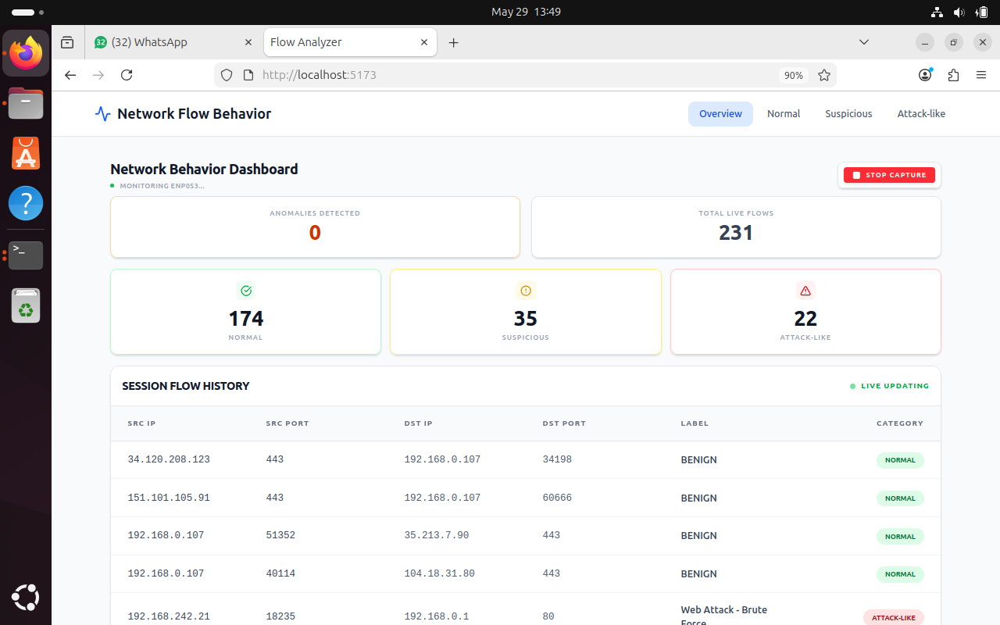 May 29 13:49
32 (32) WhatsApp
Flow Analyzer
http://localhost:5173
90%
Network Flow Behavior
Overview
Normal
Suspicious
Attack-like
Network Behavior Dashboard
MONITORING ENP0S3...
STOP CAPTURE
ANOMALIES DETECTED
0
TOTAL LIVE FLOWS
231
174
NORMAL
35
SUSPICIOUS
22
ATTACK-LIKE
SESSION FLOW HISTORY
LIVE UPDATING
SRC IP SRC PORT DST IP DST PORT LABEL CATEGORY
34.120.208.123 443 192.168.0.107 34198 BENIGN NORMAL
151.101.105.91 443 192.168.0.107 60666 BENIGN NORMAL
192.168.0.107 51352 35.213.7.90 443 BENIGN NORMAL
192.168.0.107 40114 104.18.31.80 443 BENIGN NORMAL
192.168.242.21 18235 192.168.0.1 80 Web Attack - Brute Force ATTACK-LIKE